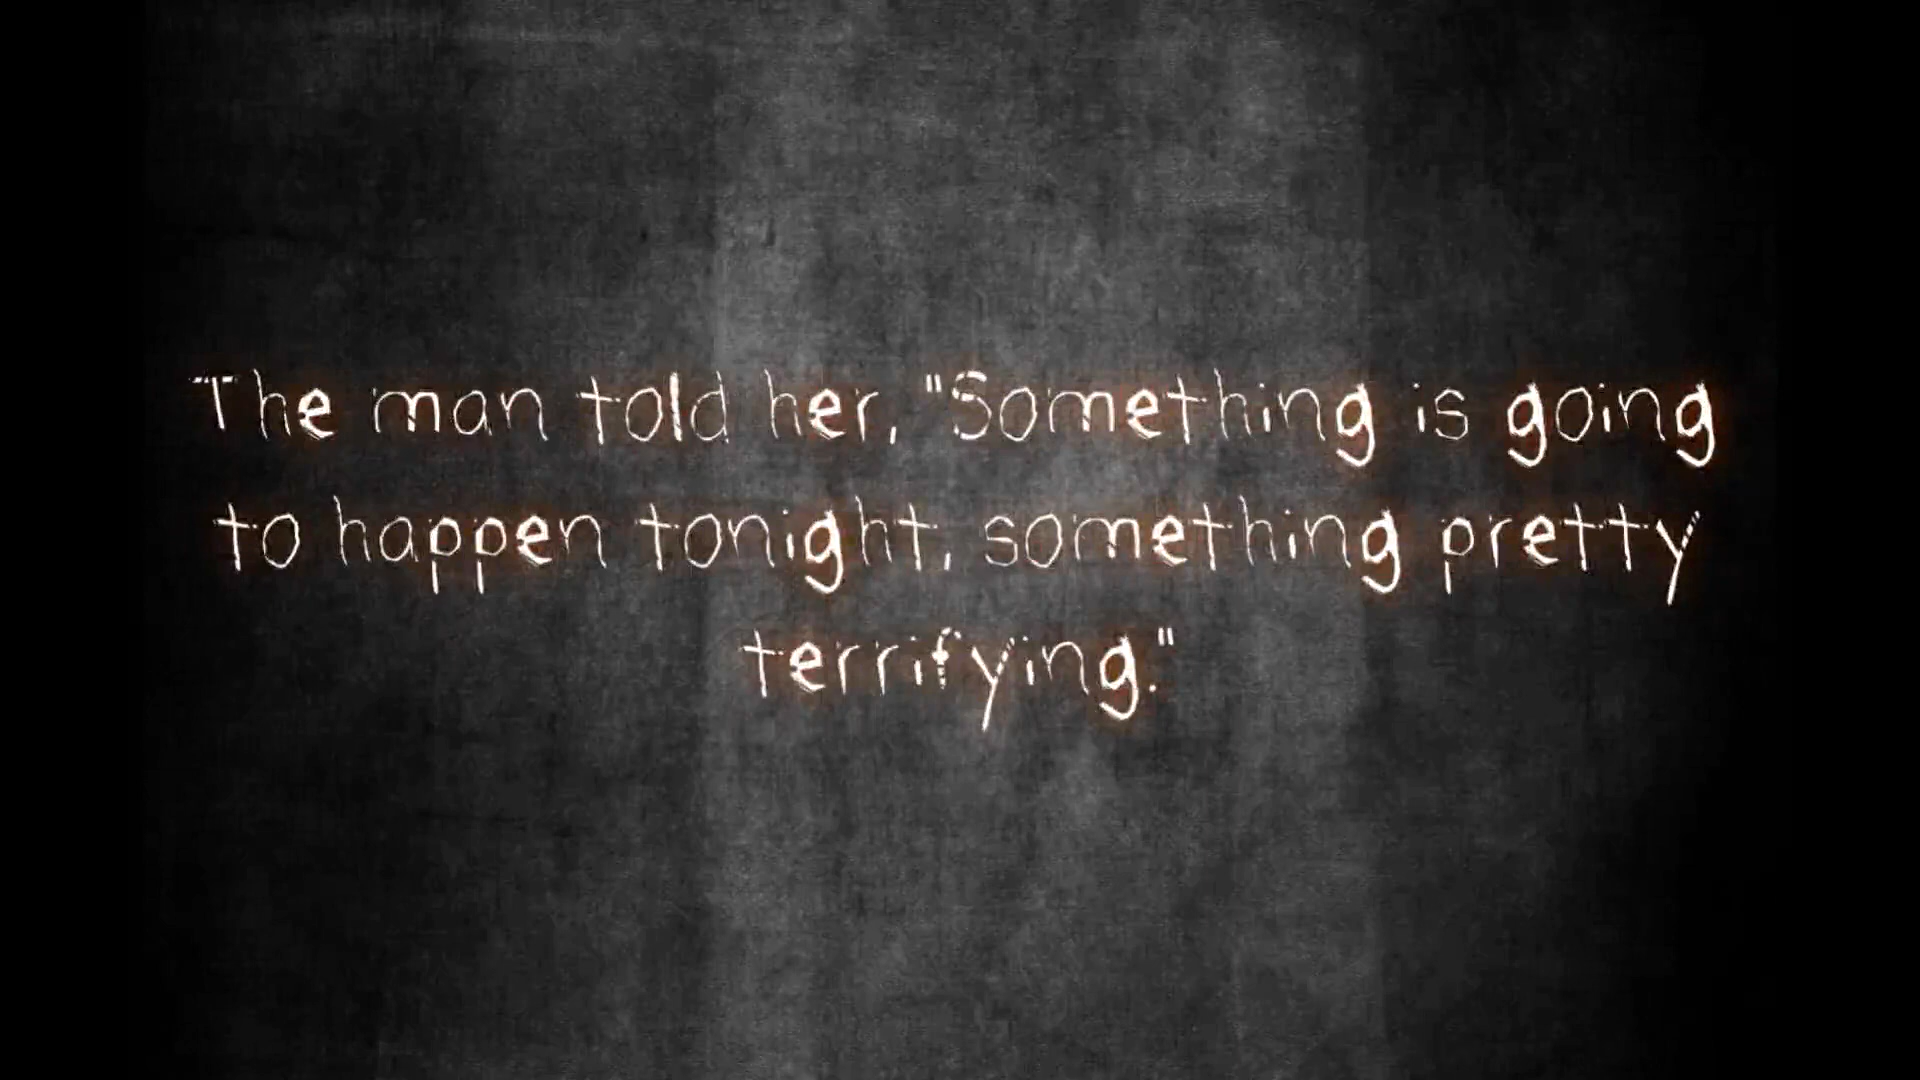 The man told her, "Something is going
to happen tonight, something pretty
terrifying."